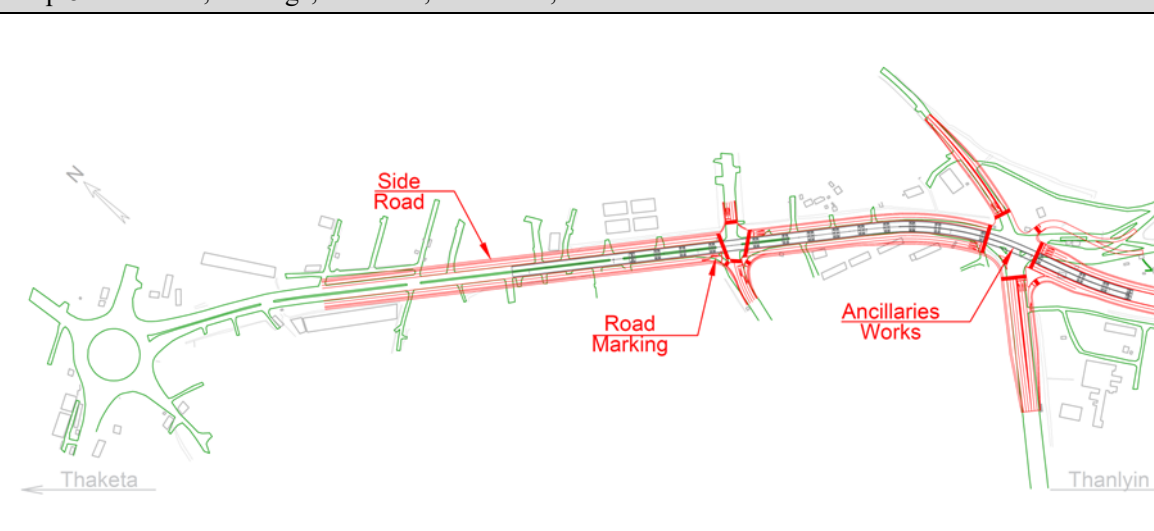 N
Side
Road
Road
Marking
Ancillaries
Works
Thaketa
Thanlyin